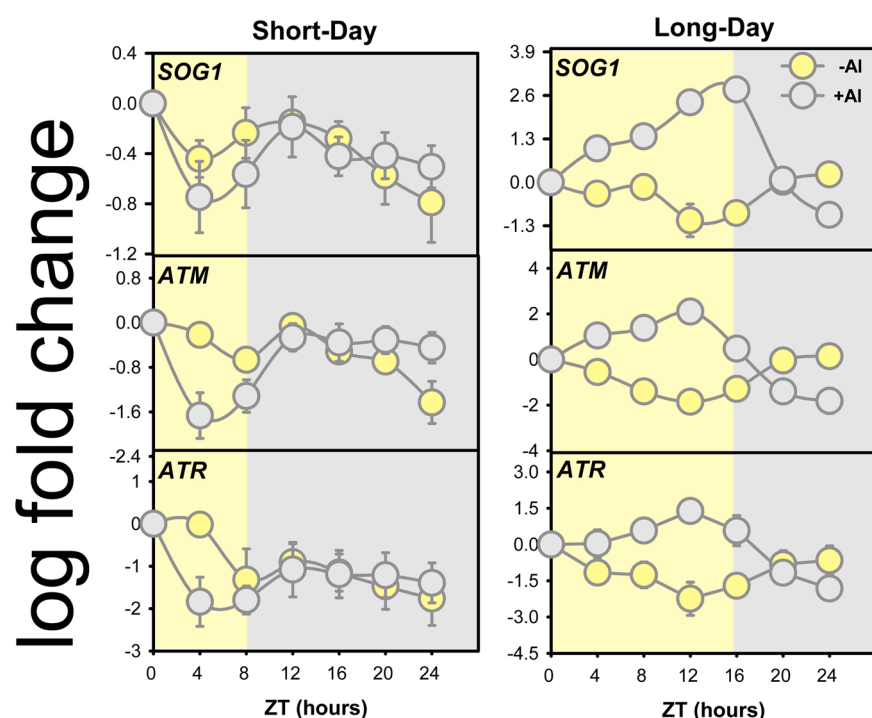 Short-Day
Long-Day
log fold change
0.4
0.0
-0.4
-0.8
-1.2
SOG1
3.9
2.6
1.3
0.0
-1.3
SOG1
-Al
+Al
0.8
0.0
-0.8
-1.6
-2.4
ATM
4
2
0
-2
-4
ATM
1
0
-1
-2
-3
ATR
3.0
1.5
0.0
-1.5
-3.0
-4.5
ATR
0 4 8 12 16 20 24
ZT (hours)
0 4 8 12 16 20 24
ZT (hours)